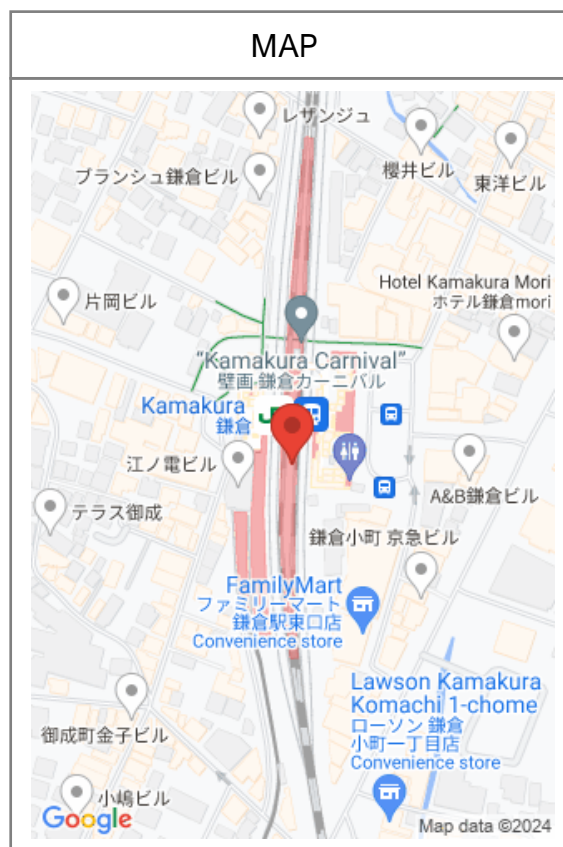 MAP
レザンジュ
ブランシュ鎌倉ビル
櫻井ビル
東洋ビル
片岡ビル
Hotel Kamakura Mori
ホテル鎌倉mori
"Kamakura Carnival"
壁画 鎌倉カーニバル
Kamakura
鎌倉
江ノ電ビル
A&B鎌倉ビル
テラス御成
鎌倉小町 京急ビル
FamilyMart
ファミリーマート
鎌倉駅東口店
Convenience store
Lawson Kamakura
Komachi 1-chome
ローソン 鎌倉
小町一丁目店
Convenience store
御成町金子ビル
小嶋ビル
Google
Map data ©2024